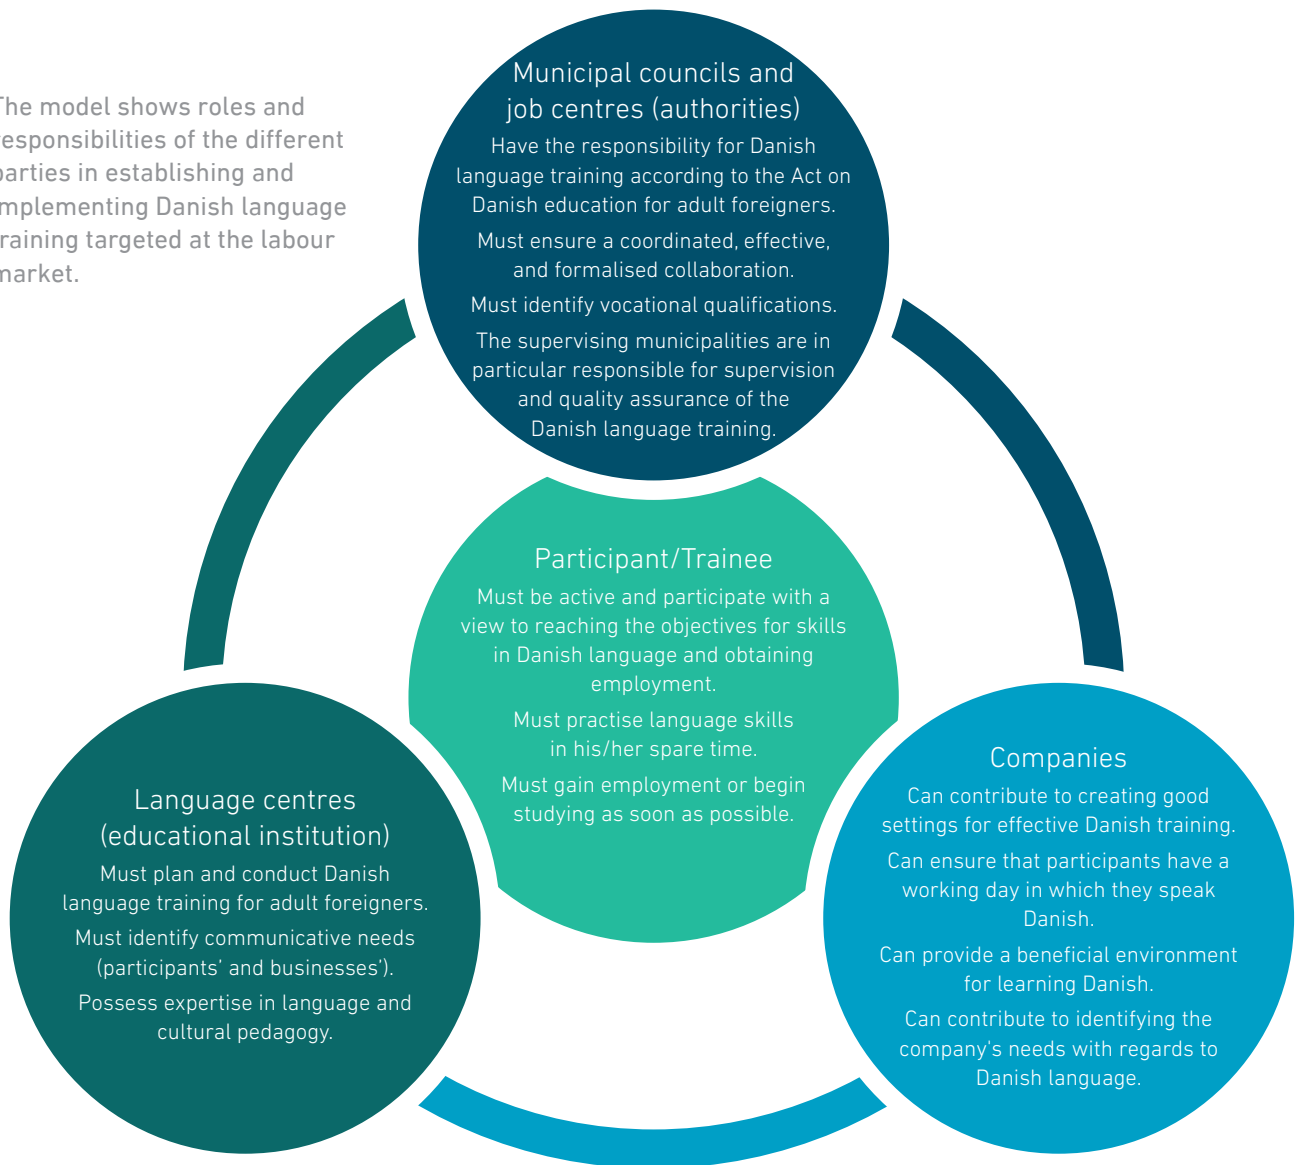 The model shows roles and
responsibilities of the different
parties in establishing and
implementing Danish language
training targeted at the labour
market.
Municipal councils and
job centres (authorities)
Have the responsibility for Danish
language training according to the Act on
Danish education for adult foreigners.
Must ensure a coordinated, effective,
and formalised collaboration.
Must identify vocational qualifications.
The supervising municipalities are in
particular responsible for supervision
and quality assurance of the
Danish language training.
Participant/Trainee
Must be active and participate with a
view to reaching the objectives for skills
in Danish language and obtaining
employment.
Must practise language skills
in his/her spare time.
Must gain employment or begin
studying as soon as possible.
Language centres
(educational institution)
Must plan and conduct Danish
language training for adult foreigners.
Must identify communicative needs
(participants’ and businesses’).
Possess expertise in language and
cultural pedagogy.
Companies
Can contribute to creating good
settings for effective Danish training.
Can ensure that participants have a
working day in which they speak
Danish.
Can provide a beneficial environment
for learning Danish.
Can contribute to identifying the
company's needs with regards to
Danish language.